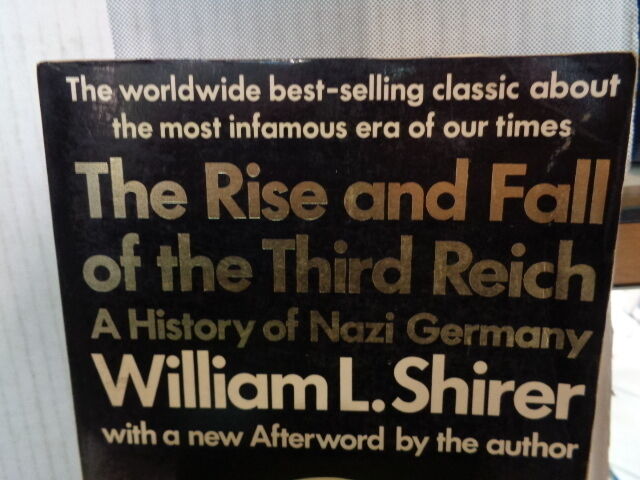 The worldwide best-selling classic about
the most infamous era of our times
The Rise and Fall
of the Third Reich
A History of Nazi Germany
William L. Shirer
with a new Afterword by the author